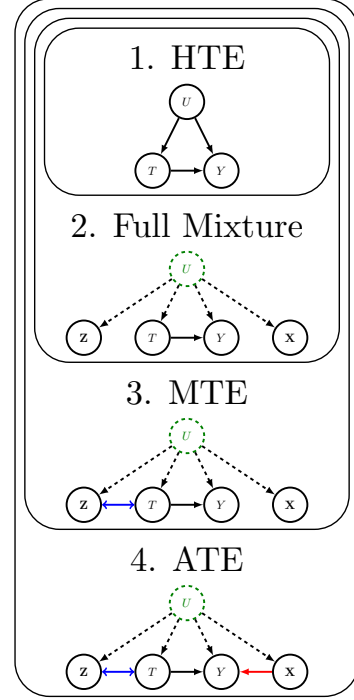 1. HTE
U
T Y
2. Full Mixture
U
Z T Y X
3. MTE
U
Z T Y X
4. ATE
U
Z T Y X